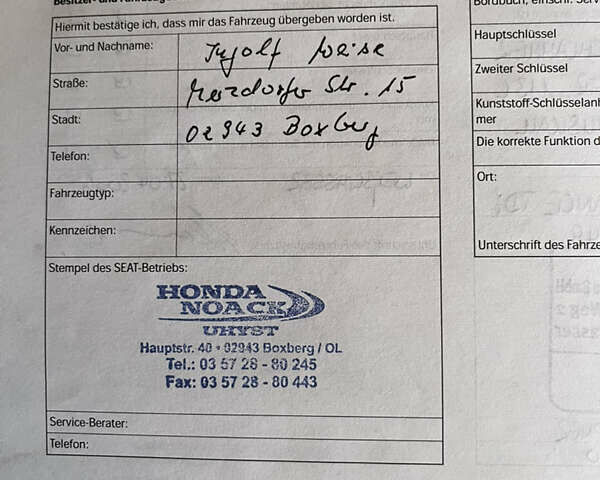 Hiermit bestätige ich, dass mir das Fahrzeug übergeben worden ist.
Vor- und Nachname: Ingolf Weise
Straße: Merzdorfer Str. 15
Stadt: 02943 Boxberg
Telefon:
Fahrzeugtyp:
Kennzeichen:
Stempel des SEAT-Betriebs:
HONDA
NOACK
UHYST
Hauptstr. 40 • 02943 Boxberg / OL
Tel.: 03 57 28 - 80 245
Fax: 03 57 28 - 80 443
Service-Berater:
Telefon:
Hauptschlüssel
Zweiter Schlüssel
Kunststoff-Schlüsselanh
mer
Die korrekte Funktion d
Ort:
Unterschrift des Fahrze